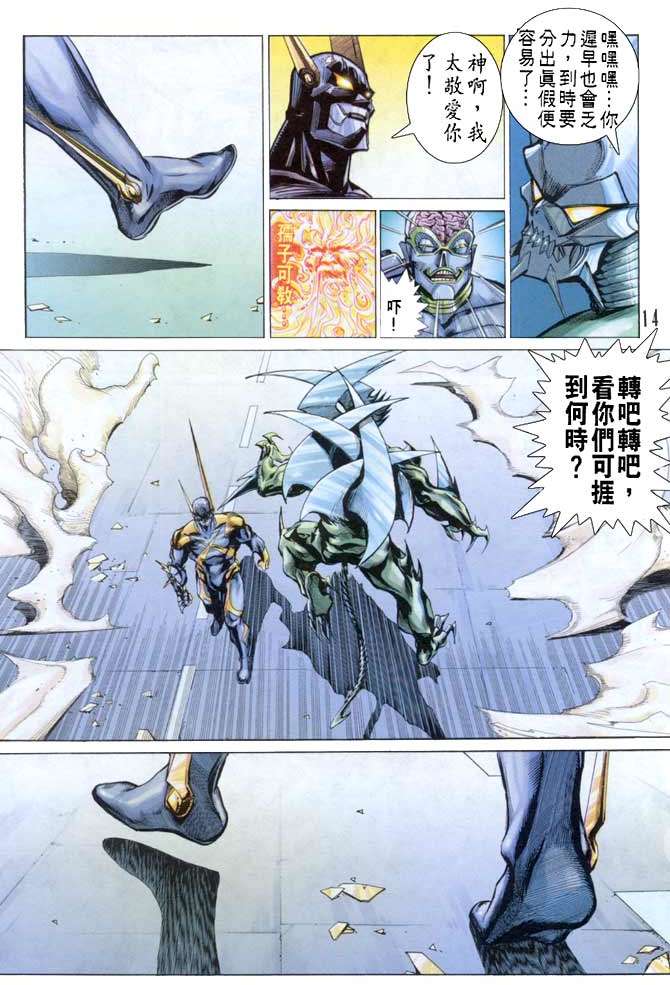 嘿嘿嘿…你
遲早也會乏
力，到時要
分出眞假便
容易了…
神啊，我
太敬愛你
了！
孺子可教…
吓！
14
轉吧轉吧，
看你們可捱
到何時？